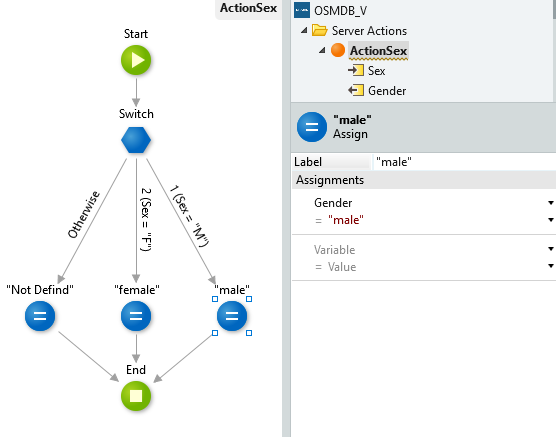 ActionSex
Start
Switch
Otherwise
2 (Sex = "F")
1 (Sex = "M")
"Not Defind"
"female"
"male"
End
OSMDB_V
Server Actions
ActionSex
Sex
Gender
"male"
Assign
Label "male"
Assignments
Gender
= "male"
Variable
= Value